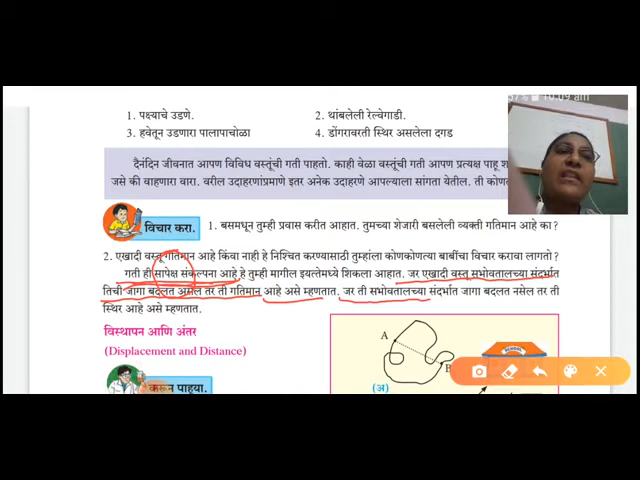 10:09 am
1. पक्ष्याचे उडणे. 2. थांबलेली रेल्वेगाडी.
3. हवेतून उडणारा पालापाचोळा 4. डोंगरावरती स्थिर असलेला दगड
दैनंदिन जीवनात आपण विविध वस्तूंची गती पाहतो. काही वेळा वस्तूंची गती आपण प्रत्यक्ष पाहू
जसे की वाहणारा वारा. वरील उदाहरणांप्रमाणे इतर अनेक उदाहरणे आपल्याला सांगता येतील. ती
विचार करा. 1. बसमधून तुम्ही प्रवास करीत आहात. तुमच्या शेजारी बसलेली व्यक्ती गतिमान आहे का?
2. एखादी वस्तू गतिमान आहे किंवा नाही हे निश्चित करण्यासाठी तुम्हांला कोणकोणत्या बाबींचा विचार करावा लागतो?
गती ही सापेक्ष संकल्पना आहे हे तुम्ही मागील इयत्तेमध्ये शिकला आहात. जर एखादी वस्तू सभोवतालच्या संदर्भात
तिची जागा बदलत असेल तर ती गतिमान आहे असे म्हणतात. जर ती सभोवतालच्या संदर्भात जागा बदलत नसेल तर ती
स्थिर आहे असे म्हणतात.
विस्थापन आणि अंतर
(Displacement and Distance)
A
B
SCHOOL
करून पाहूया.
(अ)